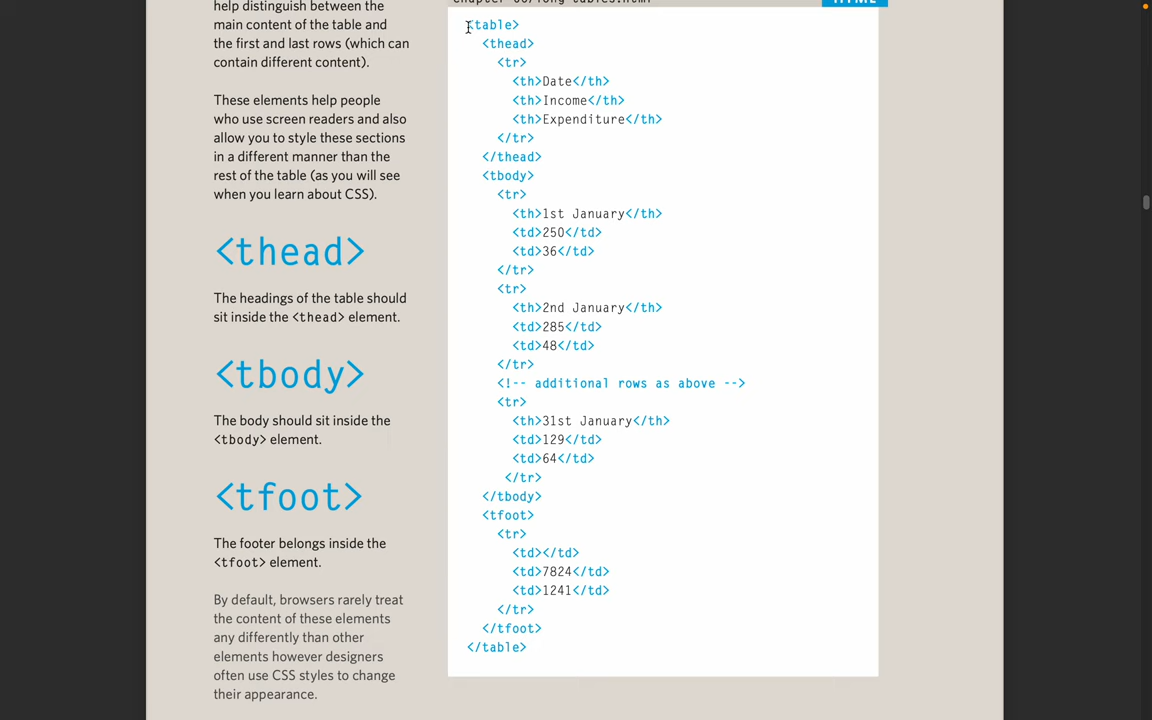 help distinguish between the
main content of the table and
the first and last rows (which can
contain different content).
These elements help people
who use screen readers and also
allow you to style these sections
in a different manner than the
rest of the table (as you will see
when you learn about CSS).
<thead>
The headings of the table should
sit inside the <thead> element.
<tbody>
The body should sit inside the
<tbody> element.
<tfoot>
The footer belongs inside the
<tfoot> element.
By default, browsers rarely treat
the content of these elements
any differently than other
elements however designers
often use CSS styles to change
their appearance.
<table>
<thead>
<tr>
<th>Date</th>
<th>Income</th>
<th>Expenditure</th>
</tr>
</thead>
<tbody>
<tr>
<th>1st January</th>
<td>250</td>
<td>36</td>
</tr>
<tr>
<th>2nd January</th>
<td>285</td>
<td>48</td>
</tr>
<!-- additional rows as above -->
<tr>
<th>31st January</th>
<td>129</td>
<td>64</td>
</tr>
</tbody>
<tfoot>
<tr>
<td></td>
<td>7824</td>
<td>1241</td>
</tr>
</tfoot>
</table>